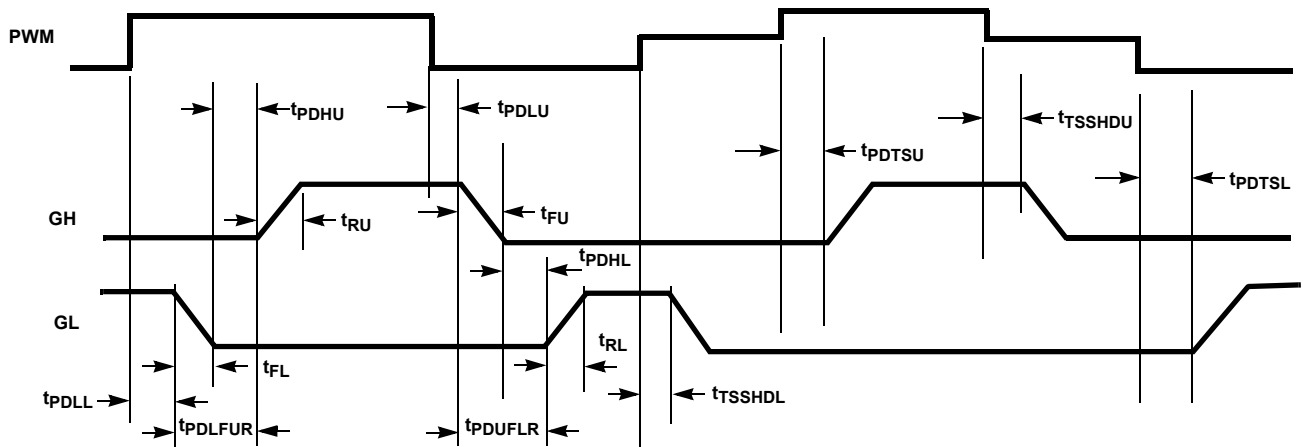 PWM
tPDHU
tPDLU
tTSSHDU
tPDTSU
tPDTSL
GH
tRU
tFU
tPDHL
GL
tFL
tRL
tPDLL
tTSSHDL
tPDLFUR
tPDUFLR